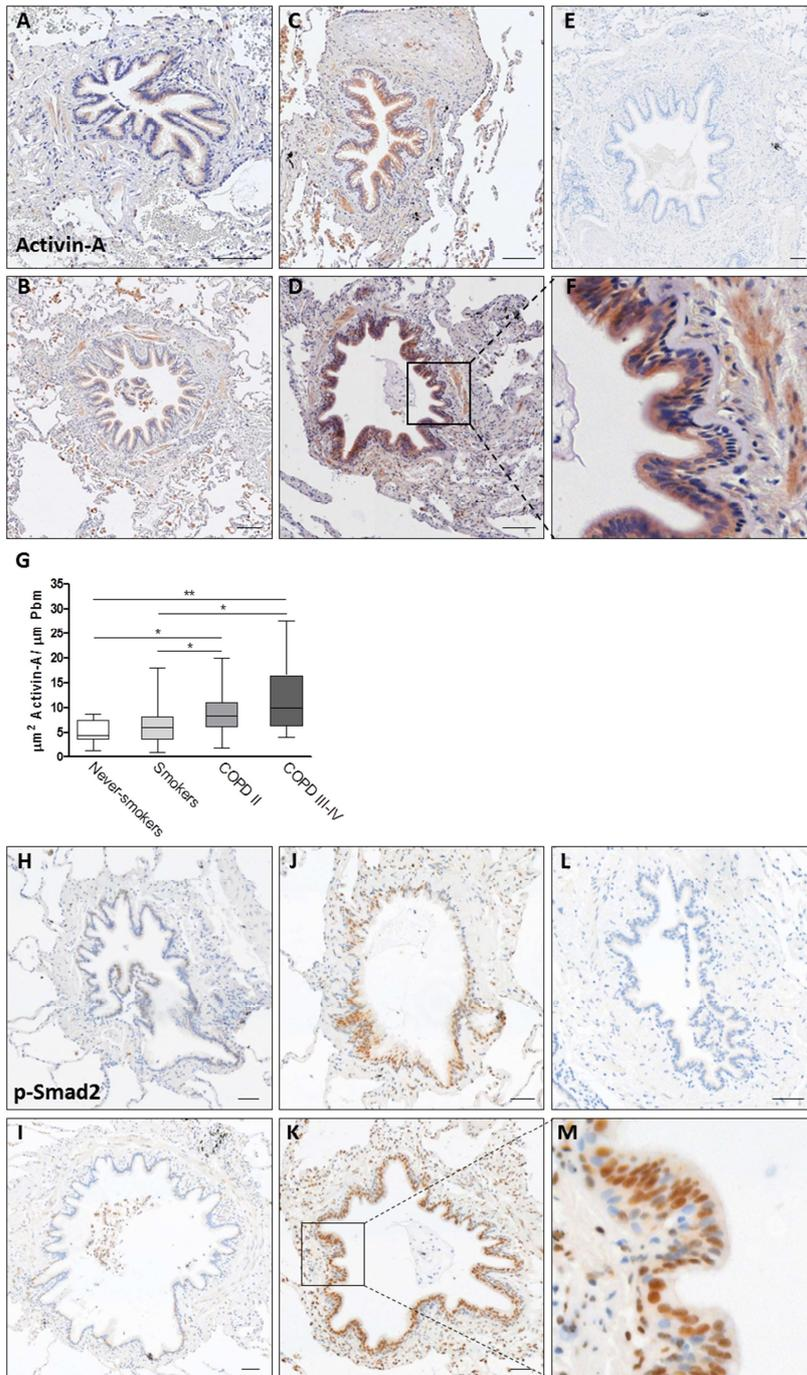 A
C
E
Activin-A
B
D
F
G
µm² Activin-A / µm Pbm
35
30
25
20
15
10
5
0
**
*
*
*
Never-smokers
Smokers
COPD II
COPD III-IV
H
J
L
p-Smad2
I
K
M